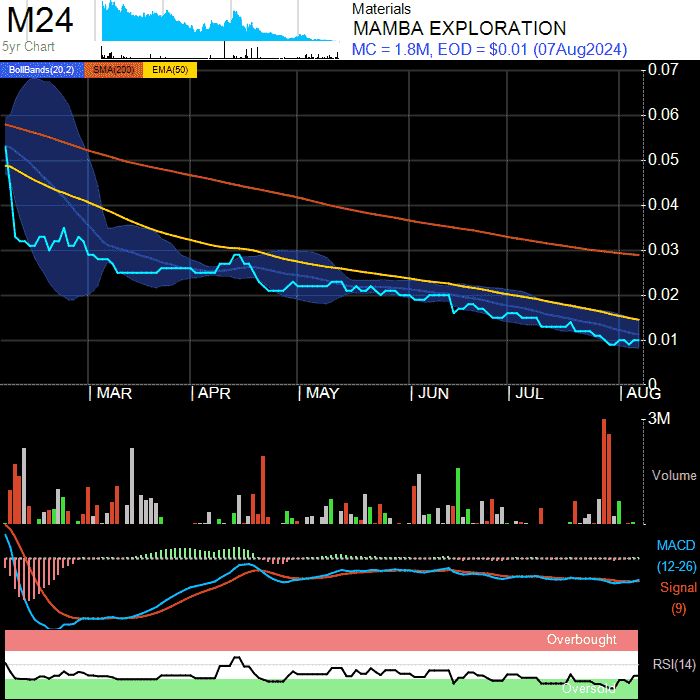 M24
5yr Chart
Materials
MAMBA EXPLORATION
MC = 1.8M, EOD = $0.01 (07Aug2024)
BollBands(20,2) SMA(200) EMA(50)
0.07
0.06
0.05
0.04
0.03
0.02
0.01
0
MAR APR MAY JUN JUL AUG
3M
Volume
MACD
(12-26)
Signal
(9)
Overbought
RSI(14)
Oversold